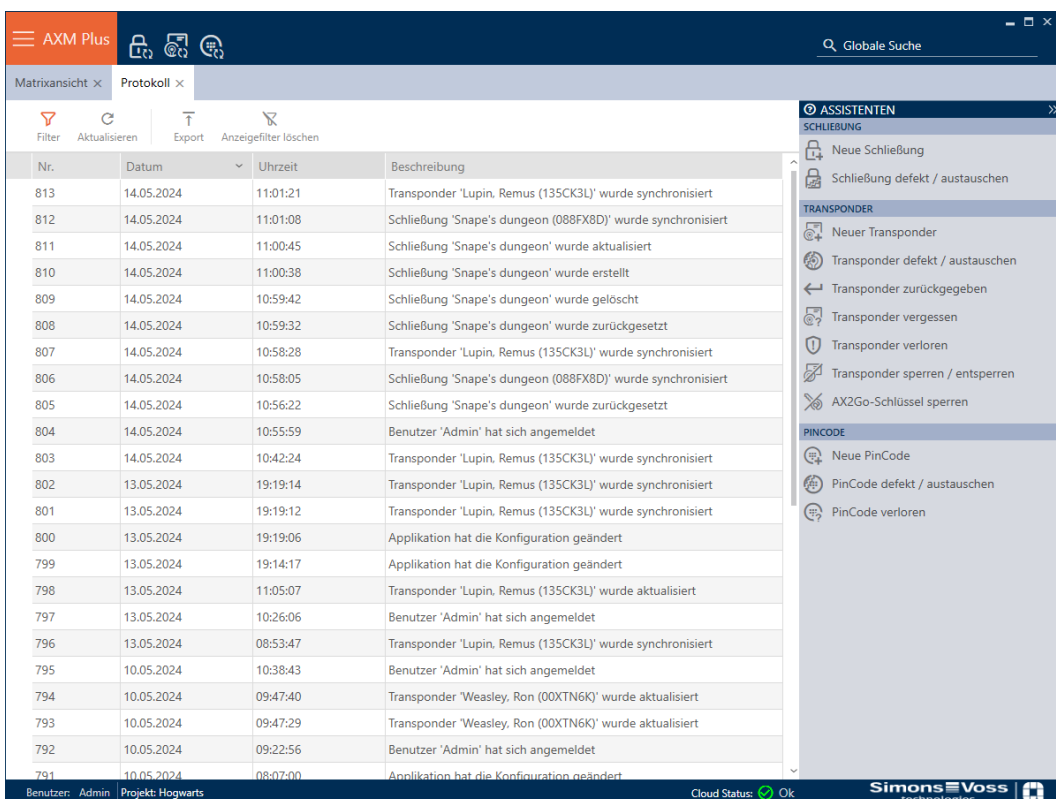 AXM Plus
Globale Suche
Matrixansicht × Protokoll ×
Filter Aktualisieren Export Anzeigefilter löschen
Nr. Datum Uhrzeit Beschreibung
813 14.05.2024 11:01:21 Transponder 'Lupin, Remus (135CK3L)' wurde synchronisiert
812 14.05.2024 11:01:08 Schließung 'Snape's dungeon (088FX8D)' wurde synchronisiert
811 14.05.2024 11:00:45 Schließung 'Snape's dungeon' wurde aktualisiert
810 14.05.2024 11:00:38 Schließung 'Snape's dungeon' wurde erstellt
809 14.05.2024 10:59:42 Schließung 'Snape's dungeon' wurde gelöscht
808 14.05.2024 10:59:32 Schließung 'Snape's dungeon' wurde zurückgesetzt
807 14.05.2024 10:58:28 Transponder 'Lupin, Remus (135CK3L)' wurde synchronisiert
806 14.05.2024 10:58:05 Schließung 'Snape's dungeon (088FX8D)' wurde synchronisiert
805 14.05.2024 10:56:22 Schließung 'Snape's dungeon' wurde zurückgesetzt
804 14.05.2024 10:55:59 Benutzer 'Admin' hat sich angemeldet
803 14.05.2024 10:42:24 Transponder 'Lupin, Remus (135CK3L)' wurde synchronisiert
802 13.05.2024 19:19:14 Transponder 'Lupin, Remus (135CK3L)' wurde synchronisiert
801 13.05.2024 19:19:12 Transponder 'Lupin, Remus (135CK3L)' wurde synchronisiert
800 13.05.2024 19:19:06 Applikation hat die Konfiguration geändert
799 13.05.2024 19:14:17 Applikation hat die Konfiguration geändert
798 13.05.2024 11:05:07 Transponder 'Lupin, Remus (135CK3L)' wurde aktualisiert
797 13.05.2024 10:26:06 Benutzer 'Admin' hat sich angemeldet
796 13.05.2024 08:53:47 Transponder 'Lupin, Remus (135CK3L)' wurde synchronisiert
795 10.05.2024 10:38:43 Benutzer 'Admin' hat sich angemeldet
794 10.05.2024 09:47:40 Transponder 'Weasley, Ron (00XTN6K)' wurde aktualisiert
793 10.05.2024 09:47:29 Transponder 'Weasley, Ron (00XTN6K)' wurde aktualisiert
792 10.05.2024 09:22:56 Benutzer 'Admin' hat sich angemeldet
791 10.05.2024 08:07:00 Applikation hat die Konfiguration geändert
ASSISTENTEN
SCHLIEßUNG
Neue Schließung
Schließung defekt / austauschen
TRANSPONDER
Neuer Transponder
Transponder defekt / austauschen
Transponder zurückgegeben
Transponder vergessen
Transponder verloren
Transponder sperren / entsperren
AX2Go-Schlüssel sperren
PINCODE
Neue PinCode
PinCode defekt / austauschen
PinCode verloren
Benutzer: Admin Projekt: Hogwarts Cloud Status: Ok
Simons Voss
technologies